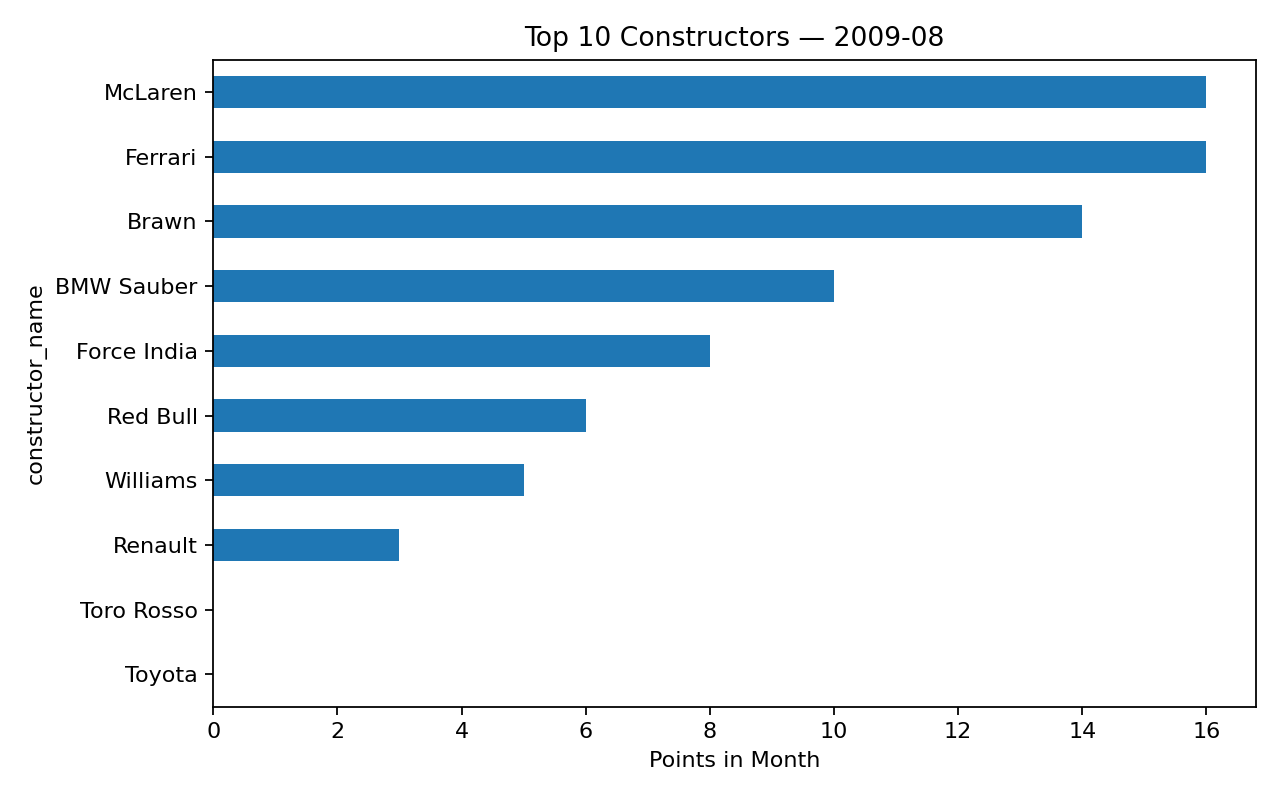 Top 10 Constructors — 2009-08
constructor_name
McLaren
Ferrari
Brawn
BMW Sauber
Force India
Red Bull
Williams
Renault
Toro Rosso
Toyota
0 2 4 6 8 10 12 14 16
Points in Month